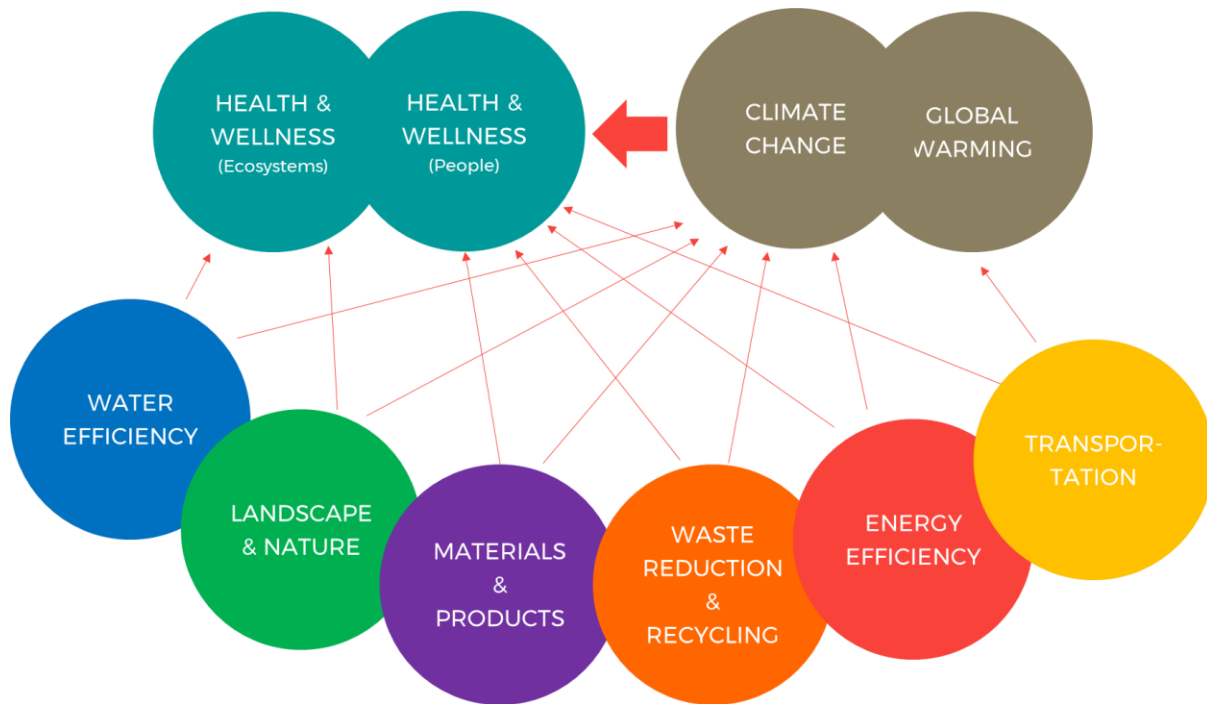 HEALTH &
WELLNESS
(Ecosystems)
HEALTH &
WELLNESS
(People)
CLIMATE
CHANGE
GLOBAL
WARMING
WATER
EFFICIENCY
LANDSCAPE
& NATURE
MATERIALS
&
PRODUCTS
WASTE
REDUCTION
&
RECYCLING
ENERGY
EFFICIENCY
TRANSPOR-
TATION